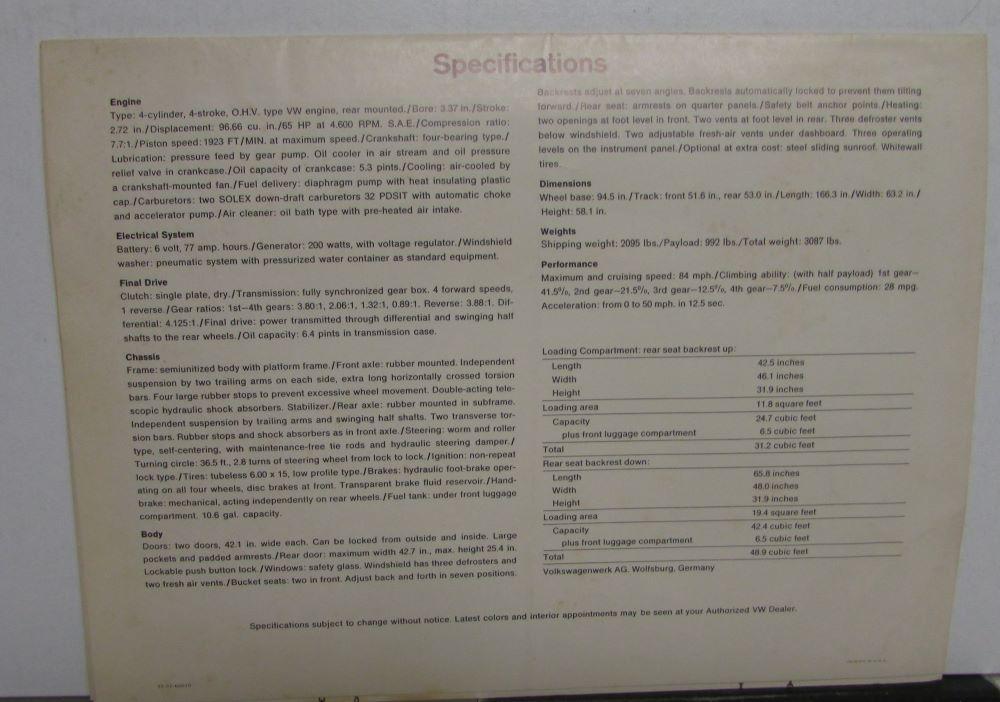 Specifications
Engine
Type: 4-cylinder, 4-stroke, O.H.V. type VW engine, rear mounted./Bore: 3.37 in./Stroke:
2.72 in./Displacement: 96.66 cu. in./65 HP at 4.600 RPM. S.A.E./Compression ratio:
7.7:1./Piston speed: 1923 FT/MIN. at maximum speed./Crankshaft: four-bearing type./
Lubrication: pressure feed by gear pump. Oil cooler in air stream and oil pressure
relief valve in crankcase./Oil capacity of crankcase: 5.3 pints./Cooling: air-cooled by
a crankshaft-mounted fan./Fuel delivery: diaphragm pump with heat insulating plastic
cap./Carburetors: two SOLEX down-draft carburetors 32 PDSIT with automatic choke
and accelerator pump./Air cleaner: oil bath type with pre-heated air intake.
Electrical System
Battery: 6 volt, 77 amp. hours./Generator: 200 watts, with voltage regulator./Windshield
washer: pneumatic system with pressurized water container as standard equipment.
Final Drive
Clutch: single plate, dry./Transmission: fully synchronized gear box. 4 forward speeds,
1 reverse./Gear ratios: 1st—4th gears: 3.80:1, 2.06:1, 1.32:1, 0.89:1. Reverse: 3.88:1. Dif-
ferential: 4.125:1./Final drive: power transmitted through differential and swinging half
shafts to the rear wheels./Oil capacity: 6.4 pints in transmission case.
Chassis
Frame: semiunitized body with platform frame./Front axle: rubber mounted. Independent
suspension by two trailing arms on each side, extra long horizontally crossed torsion
bars. Four large rubber stops to prevent excessive wheel movement. Double-acting tele-
scopic hydraulic shock absorbers. Stabilizer./Rear axle: rubber mounted in subframe.
Independent suspension by trailing arms and swinging half shafts. Two transverse tor-
sion bars. Rubber stops and shock absorbers as in front axle./Steering: worm and roller
type, self-centering, with maintenance-free tie rods and hydraulic steering damper./
Turning circle: 36.5 ft., 2.8 turns of steering wheel from lock to lock./Ignition: non-repeat
lock type./Tires: tubeless 6.00 x 15, low profile type./Brakes: hydraulic foot-brake oper-
ating on all four wheels, disc brakes at front. Transparent brake fluid reservoir./Hand-
brake: mechanical, acting independently on rear wheels./Fuel tank: under front luggage
compartment. 10.6 gal. capacity.
Body
Doors: two doors, 42.1 in. wide each. Can be locked from outside and inside. Large
pockets and padded armrests./Rear door: maximum width 42.7 in., max. height 25.4 in.
Lockable push button lock./Windows: safety glass. Windshield has three defrosters and
two fresh air vents./Bucket seats: two in front. Adjust back and forth in seven positions.
Backrests adjust at seven angles. Backrests automatically locked to prevent them tilting
forward./Rear seat: armrests on quarter panels./Safety belt anchor points./Heating:
two openings at foot level in front. Two vents at foot level in rear. Three defroster vents
below windshield. Two adjustable fresh-air vents under dashboard. Three operating
levels on the instrument panel./Optional at extra cost: steel sliding sunroof. Whitewall
tires.
Dimensions
Wheel base: 94.5 in./Track: front 51.6 in., rear 53.0 in./Length: 166.3 in./Width: 63.2 in./
Height: 58.1 in.
Weights
Shipping weight: 2095 lbs./Payload: 992 lbs./Total weight: 3087 lbs.
Performance
Maximum and cruising speed: 84 mph./Climbing ability: (with half payload) 1st gear—
41.5%, 2nd gear—21.5%, 3rd gear—12.5%, 4th gear—7.5%./Fuel consumption: 28 mpg.
Acceleration: from 0 to 50 mph. in 12.5 sec.
Loading Compartment: rear seat backrest up:
Length 42.5 inches
Width 46.1 inches
Height 31.9 inches
Loading area 11.8 square feet
Capacity 24.7 cubic feet
plus front luggage compartment 6.5 cubic feet
Total 31.2 cubic feet
Rear seat backrest down:
Length 65.8 inches
Width 48.0 inches
Height 31.9 inches
Loading area 19.4 square feet
Capacity 42.4 cubic feet
plus front luggage compartment 6.5 cubic feet
Total 48.9 cubic feet
Volkswagenwerk AG. Wolfsburg, Germany
Specifications subject to change without notice. Latest colors and interior appointments may be seen at your Authorized VW Dealer.